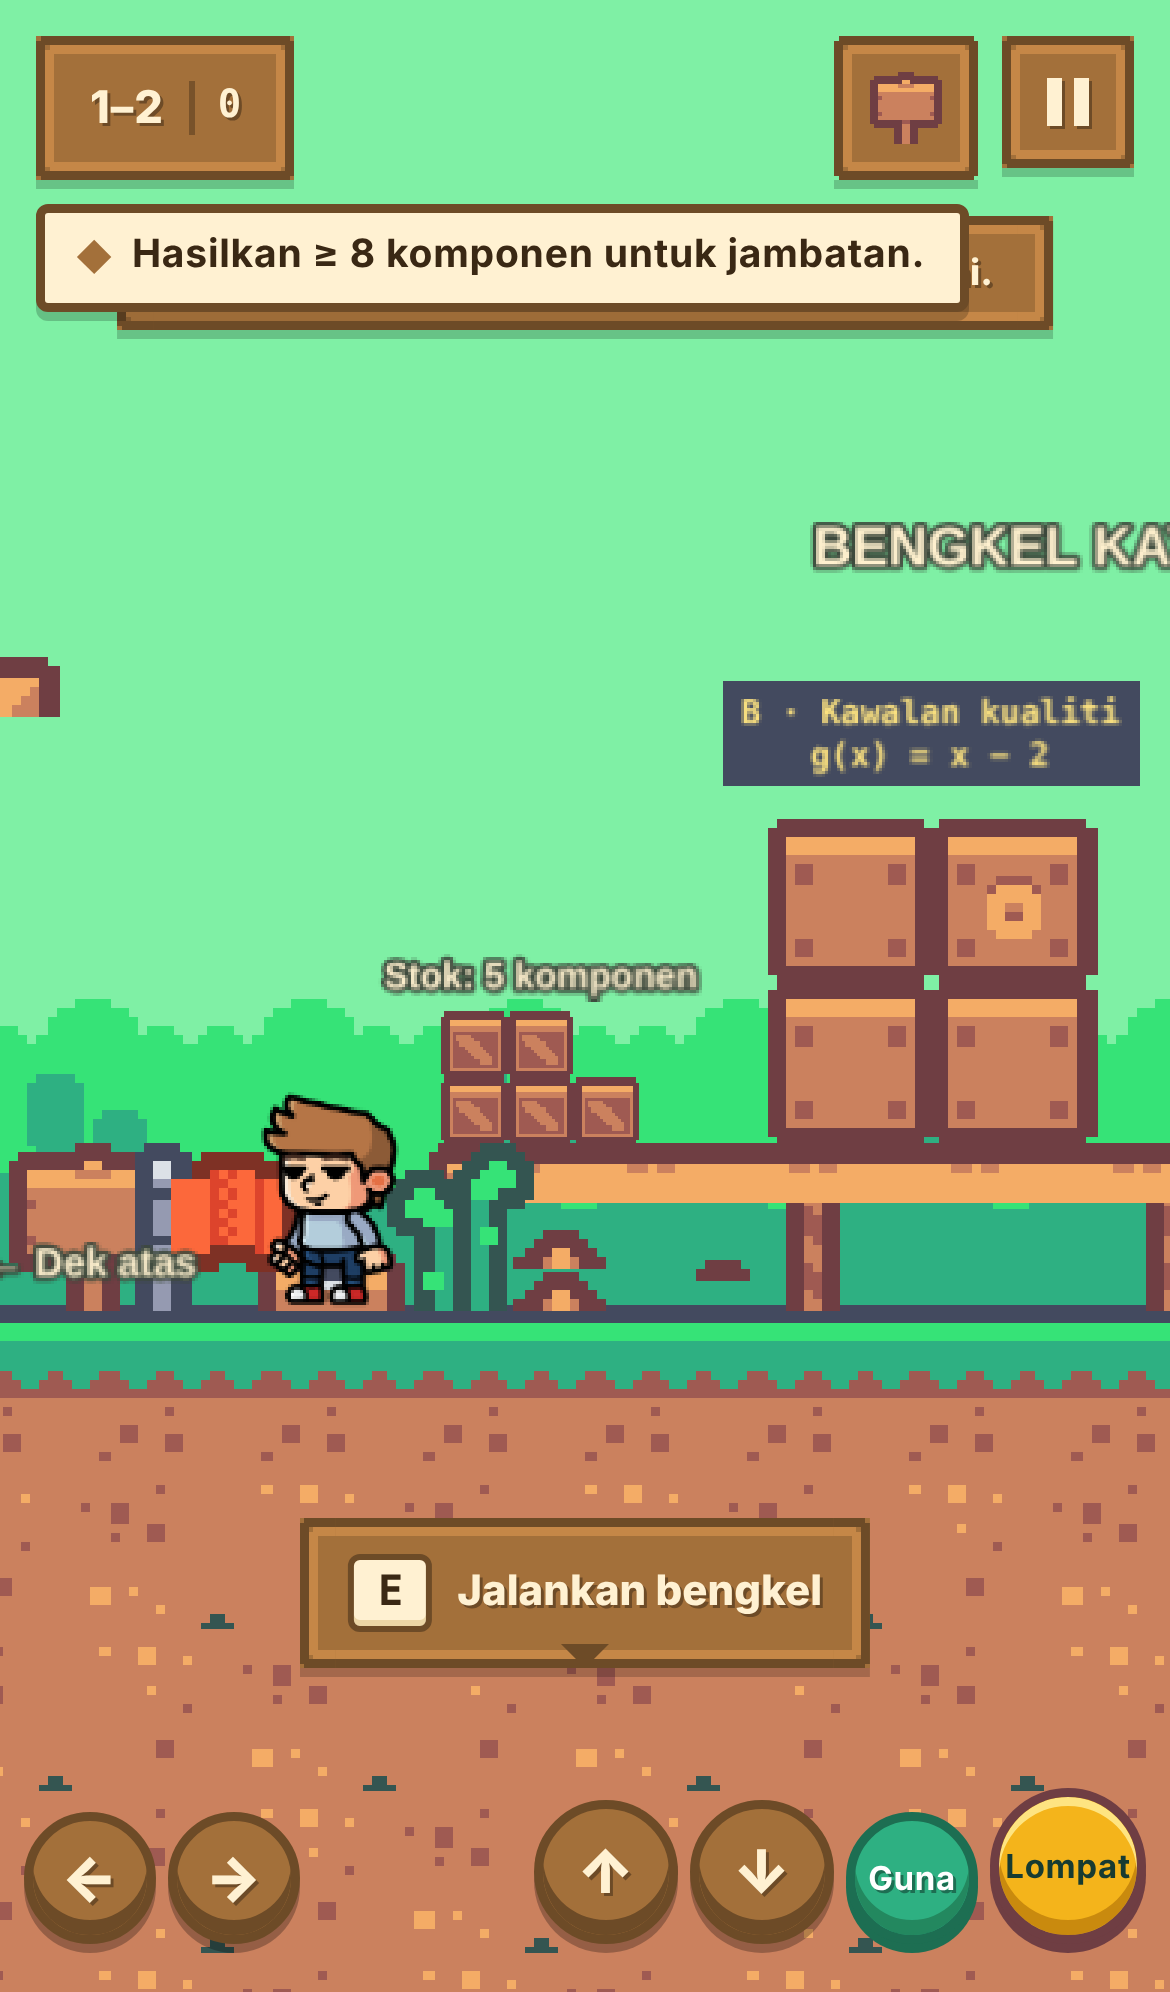 1–2 | 0
Hasilkan ≥ 8 komponen untuk jambatan.
i.
BENGKEL
B · Kawalan kualiti
g(x) = x − 2
Stok: 5 komponen
← Dek atas
E Jalankan bengkel
Guna
Lompat